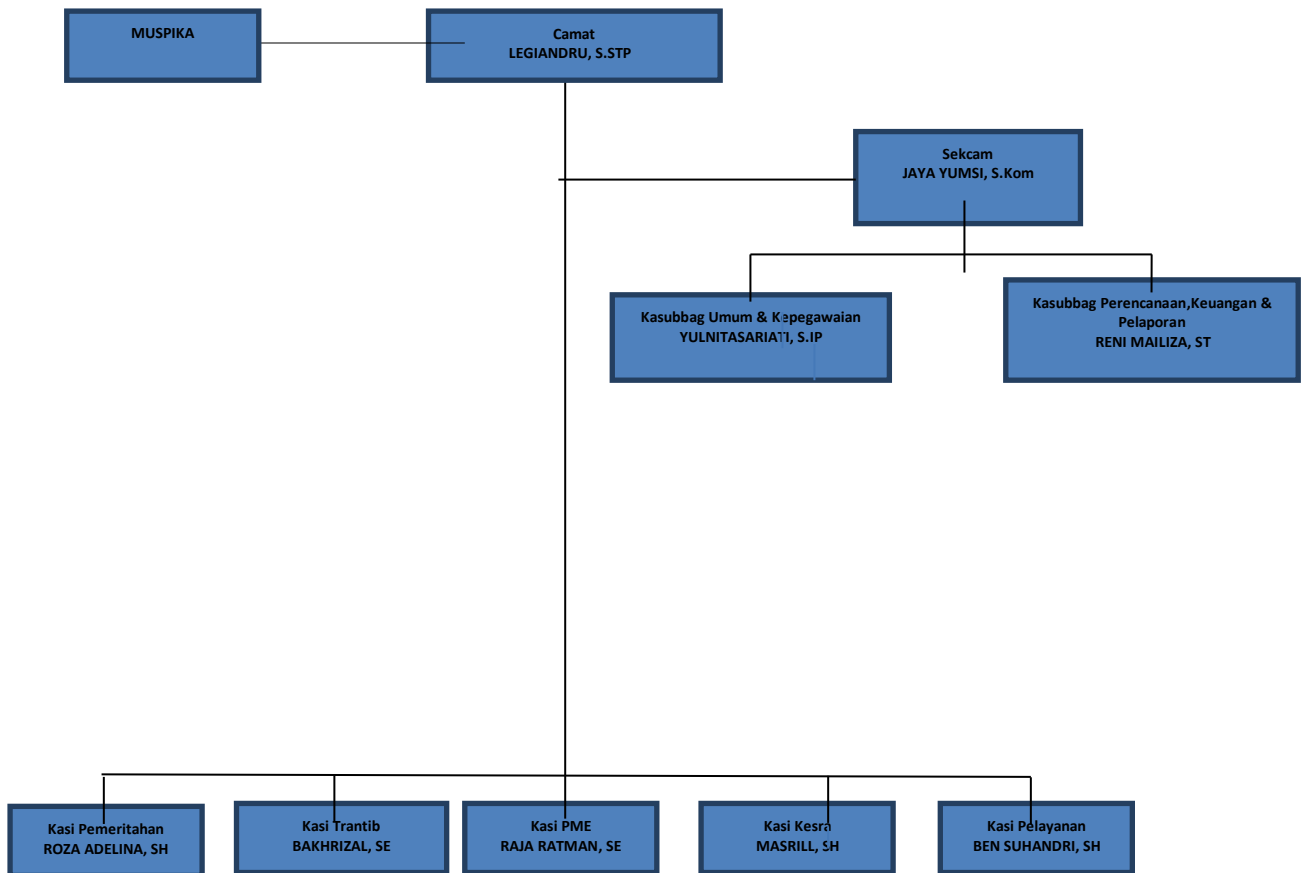 MUSPIKA
Camat
LEGIANDRU, S.STP
Sekcam
JAYA YUMSI, S.Kom
Kasubbag Umum & Kepegawaian
YULNITASARIATI, S.IP
Kasubbag Perencanaan,Keuangan &
Pelaporan
RENI MAILIZA, ST
Kasi Pemeritahan
ROZA ADELINA, SH
Kasi Trantib
BAKHRIZAL, SE
Kasi PME
RAJA RATMAN, SE
Kasi Kesra
MASRILL, SH
Kasi Pelayanan
BEN SUHANDRI, SH